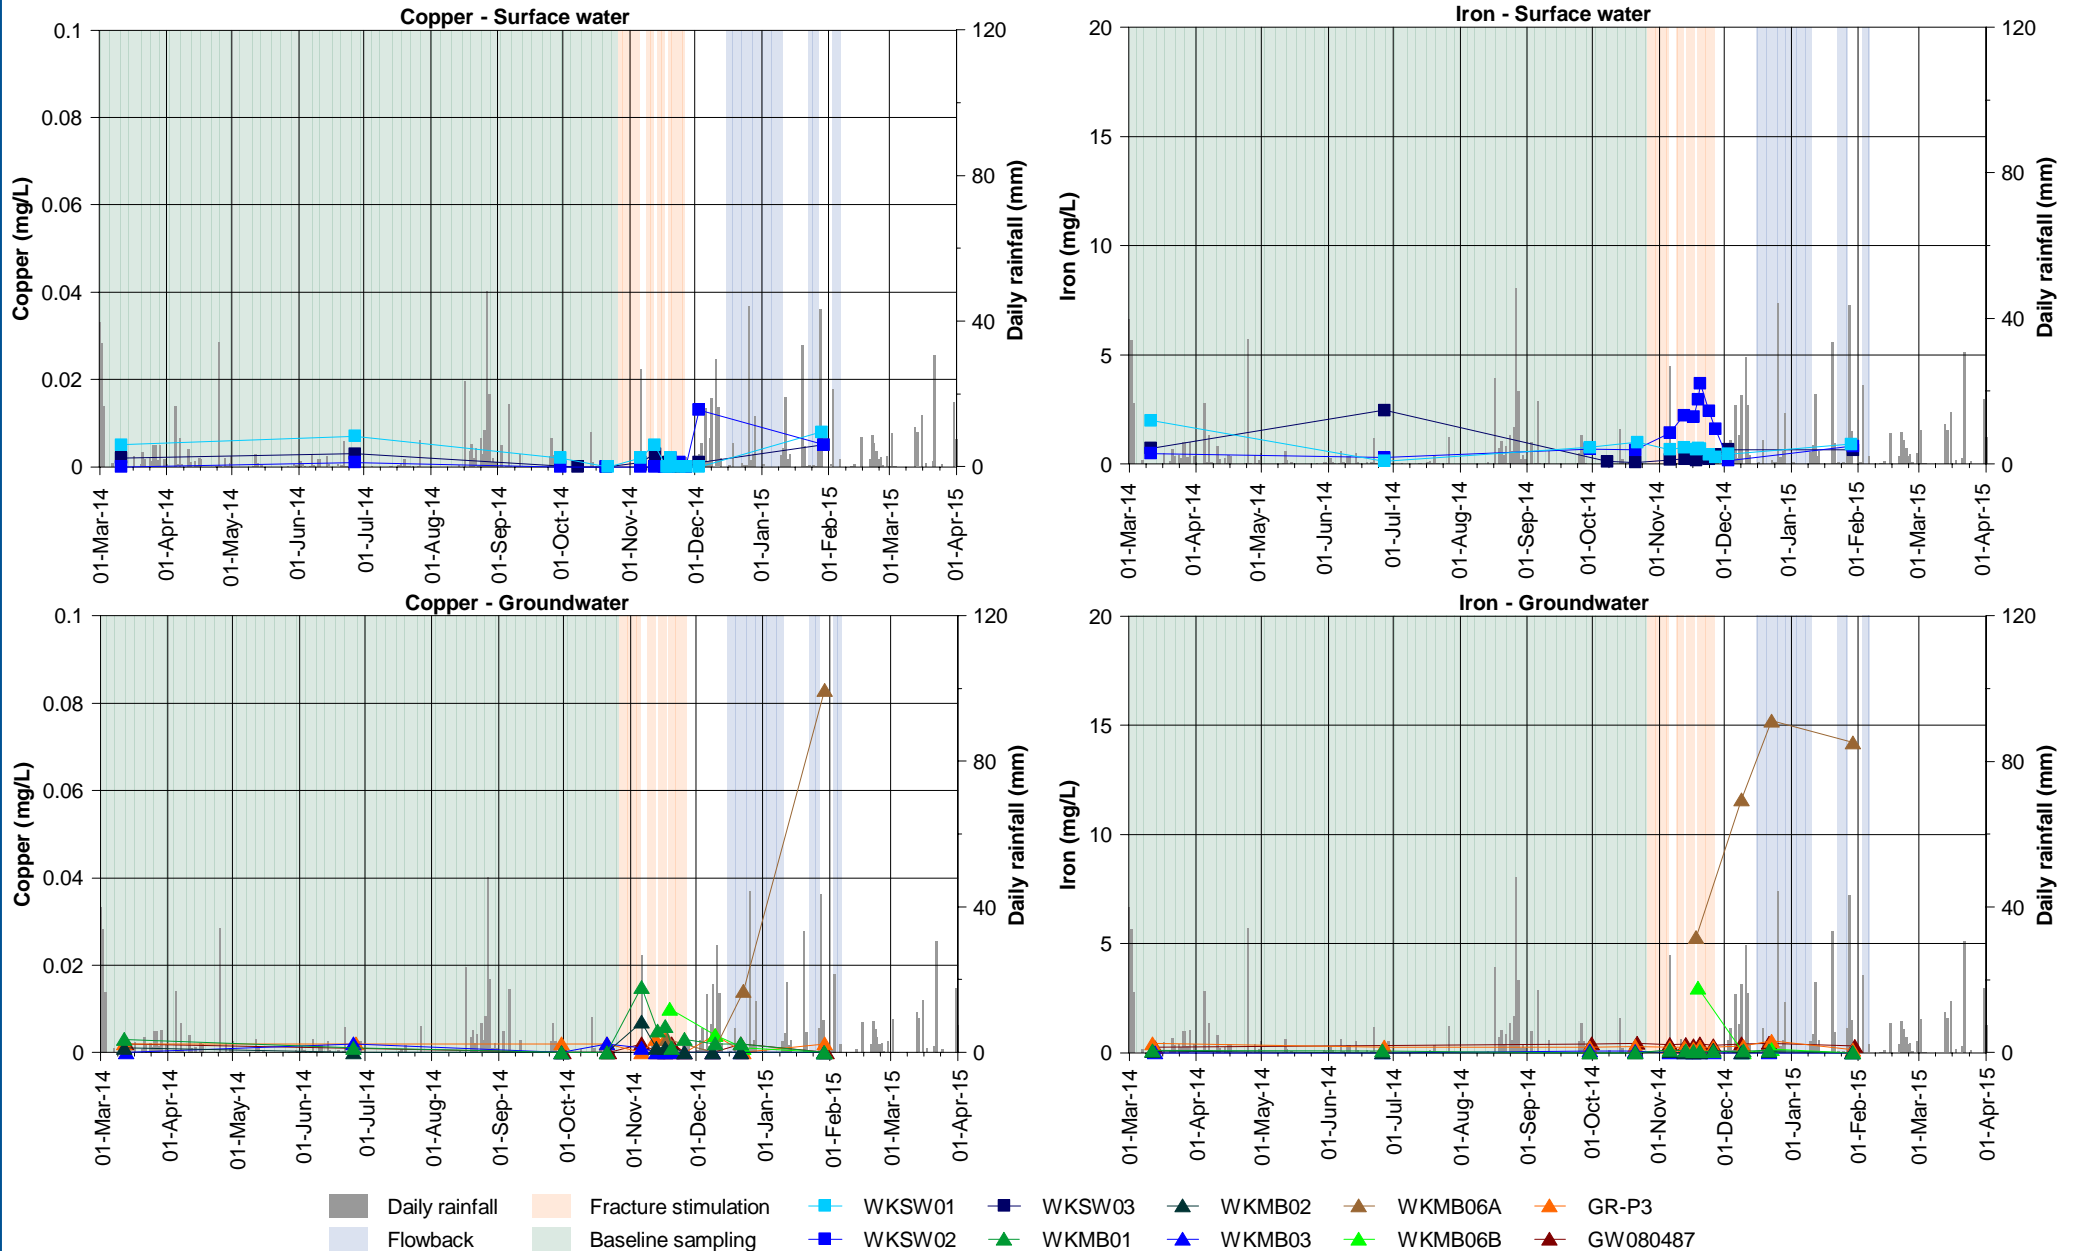 Copper - Surface water
0.1
0.08
0.06
0.04
0.02
0
Copper (mg/L)
120
80
40
0
Daily rainfall (mm)
01-Mar-14
01-Apr-14
01-May-14
01-Jun-14
01-Jul-14
01-Aug-14
01-Sep-14
01-Oct-14
01-Nov-14
01-Dec-14
01-Jan-15
01-Feb-15
01-Mar-15
01-Apr-15
Iron - Surface water
20
15
10
5
0
Iron (mg/L)
120
80
40
0
Daily rainfall (mm)
01-Mar-14
01-Apr-14
01-May-14
01-Jun-14
01-Jul-14
01-Aug-14
01-Sep-14
01-Oct-14
01-Nov-14
01-Dec-14
01-Jan-15
01-Feb-15
01-Mar-15
01-Apr-15
Copper - Groundwater
0.1
0.08
0.06
0.04
0.02
0
Copper (mg/L)
120
80
40
0
Daily rainfall (mm)
01-Mar-14
01-Apr-14
01-May-14
01-Jun-14
01-Jul-14
01-Aug-14
01-Sep-14
01-Oct-14
01-Nov-14
01-Dec-14
01-Jan-15
01-Feb-15
01-Mar-15
01-Apr-15
Iron - Groundwater
20
15
10
5
0
Iron (mg/L)
120
80
40
0
Daily rainfall (mm)
01-Mar-14
01-Apr-14
01-May-14
01-Jun-14
01-Jul-14
01-Aug-14
01-Sep-14
01-Oct-14
01-Nov-14
01-Dec-14
01-Jan-15
01-Feb-15
01-Mar-15
01-Apr-15
Daily rainfall
Fracture stimulation
WKSW01
WKSW03
WKMB02
WKMB06A
GR-P3
Flowback
Baseline sampling
WKSW02
WKMB01
WKMB03
WKMB06B
GW080487